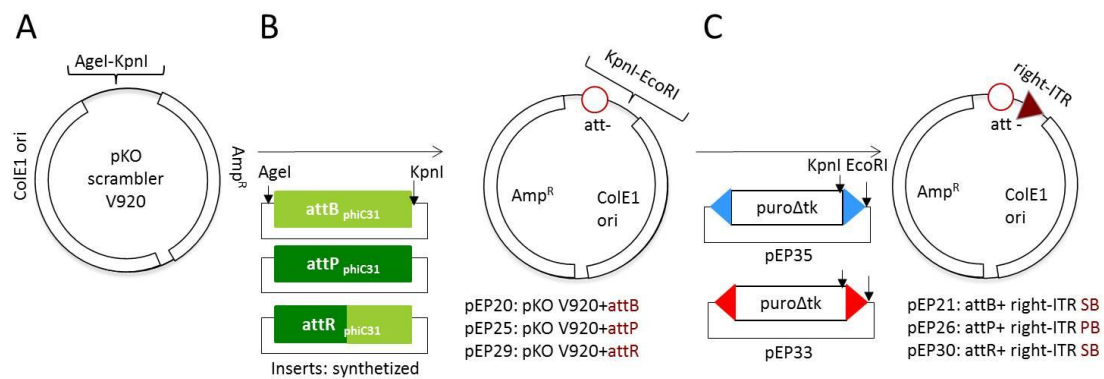 A
AgeI-KpnI
ColE1 ori
pKO
scrambler
V920
Amp^R
B
AgeI
KpnI
attB phiC31
attP phiC31
attR phiC31
Inserts: synthetized
KpnI-EcoRI
att-
Amp^R
ColE1
ori
pEP20: pKO V920+attB
pEP25: pKO V920+attP
pEP29: pKO V920+attR
C
KpnI EcoRI
puroΔtk
pEP35
puroΔtk
pEP33
right-ITR
att -
Amp^R
ColE1
ori
pEP21: attB+ right-ITR SB
pEP26: attP+ right-ITR PB
pEP30: attR+ right-ITR SB